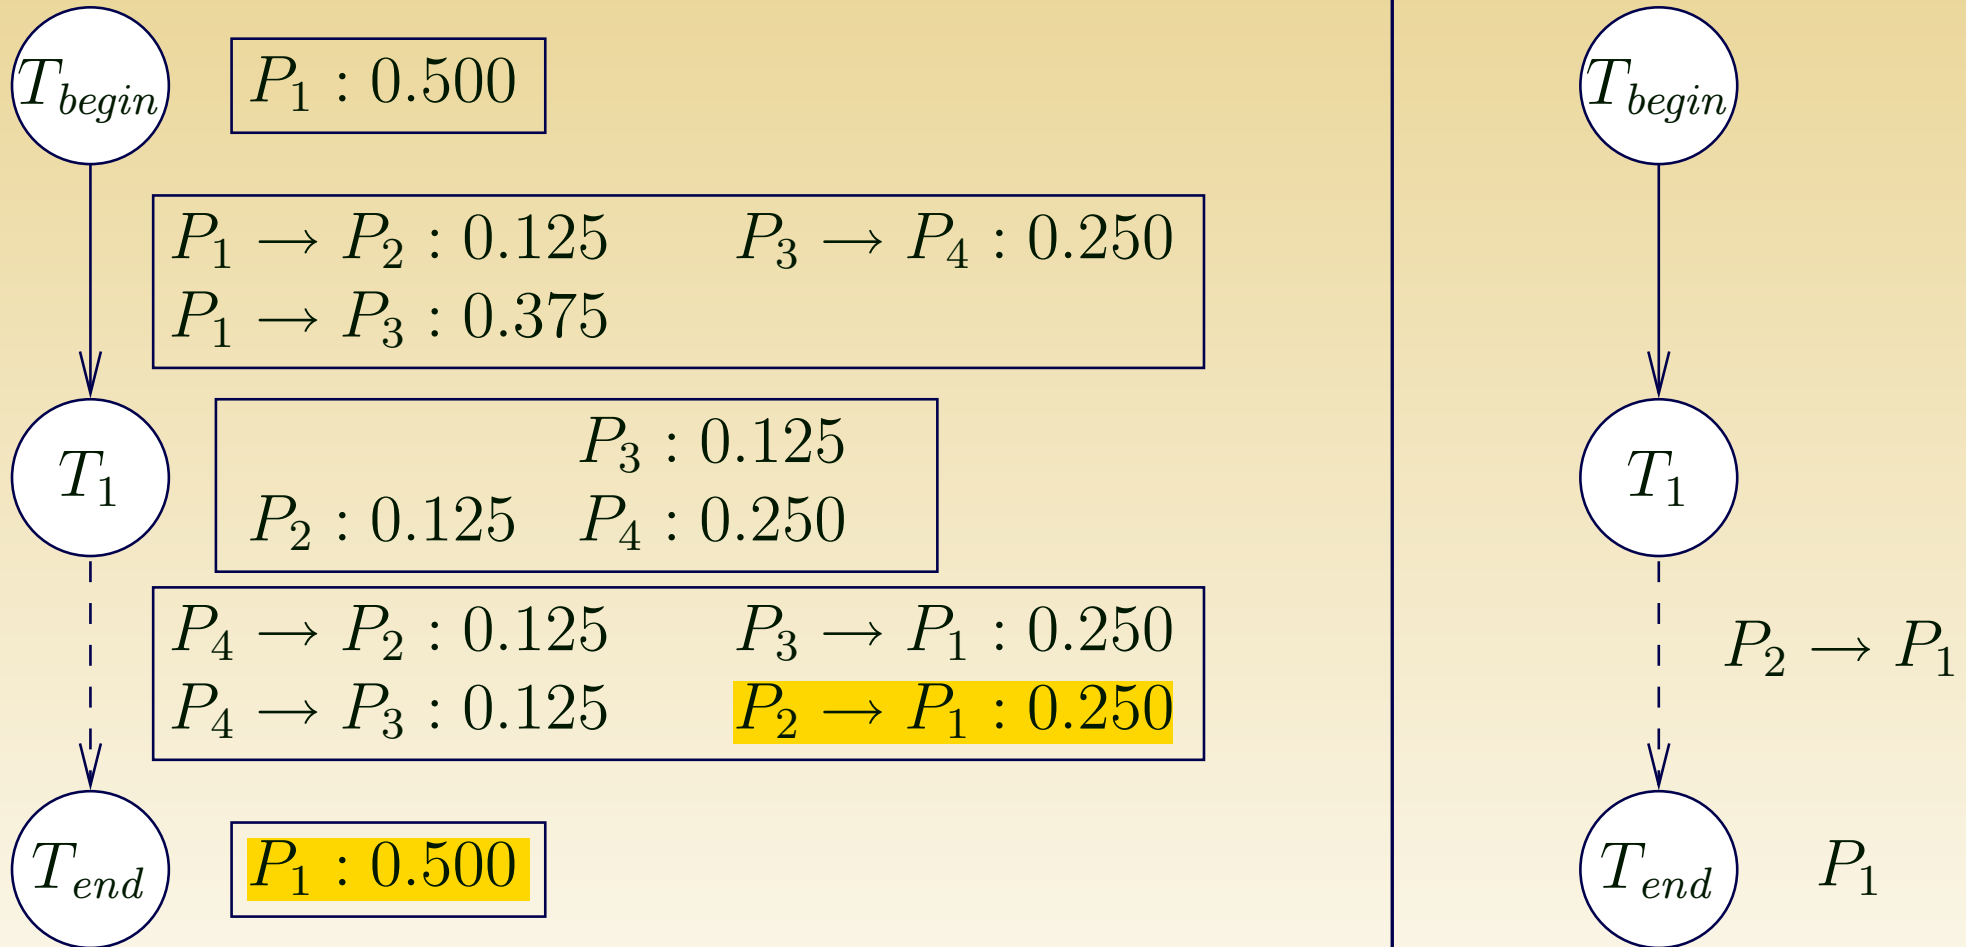 T_begin P_1 : 0.500
P_1 → P_2 : 0.125 P_3 → P_4 : 0.250
P_1 → P_3 : 0.375
T_1
P_3 : 0.125
P_2 : 0.125 P_4 : 0.250
P_4 → P_2 : 0.125 P_3 → P_1 : 0.250
P_4 → P_3 : 0.125 P_2 → P_1 : 0.250
T_end P_1 : 0.500
T_begin
T_1
P_2 → P_1
T_end P_1